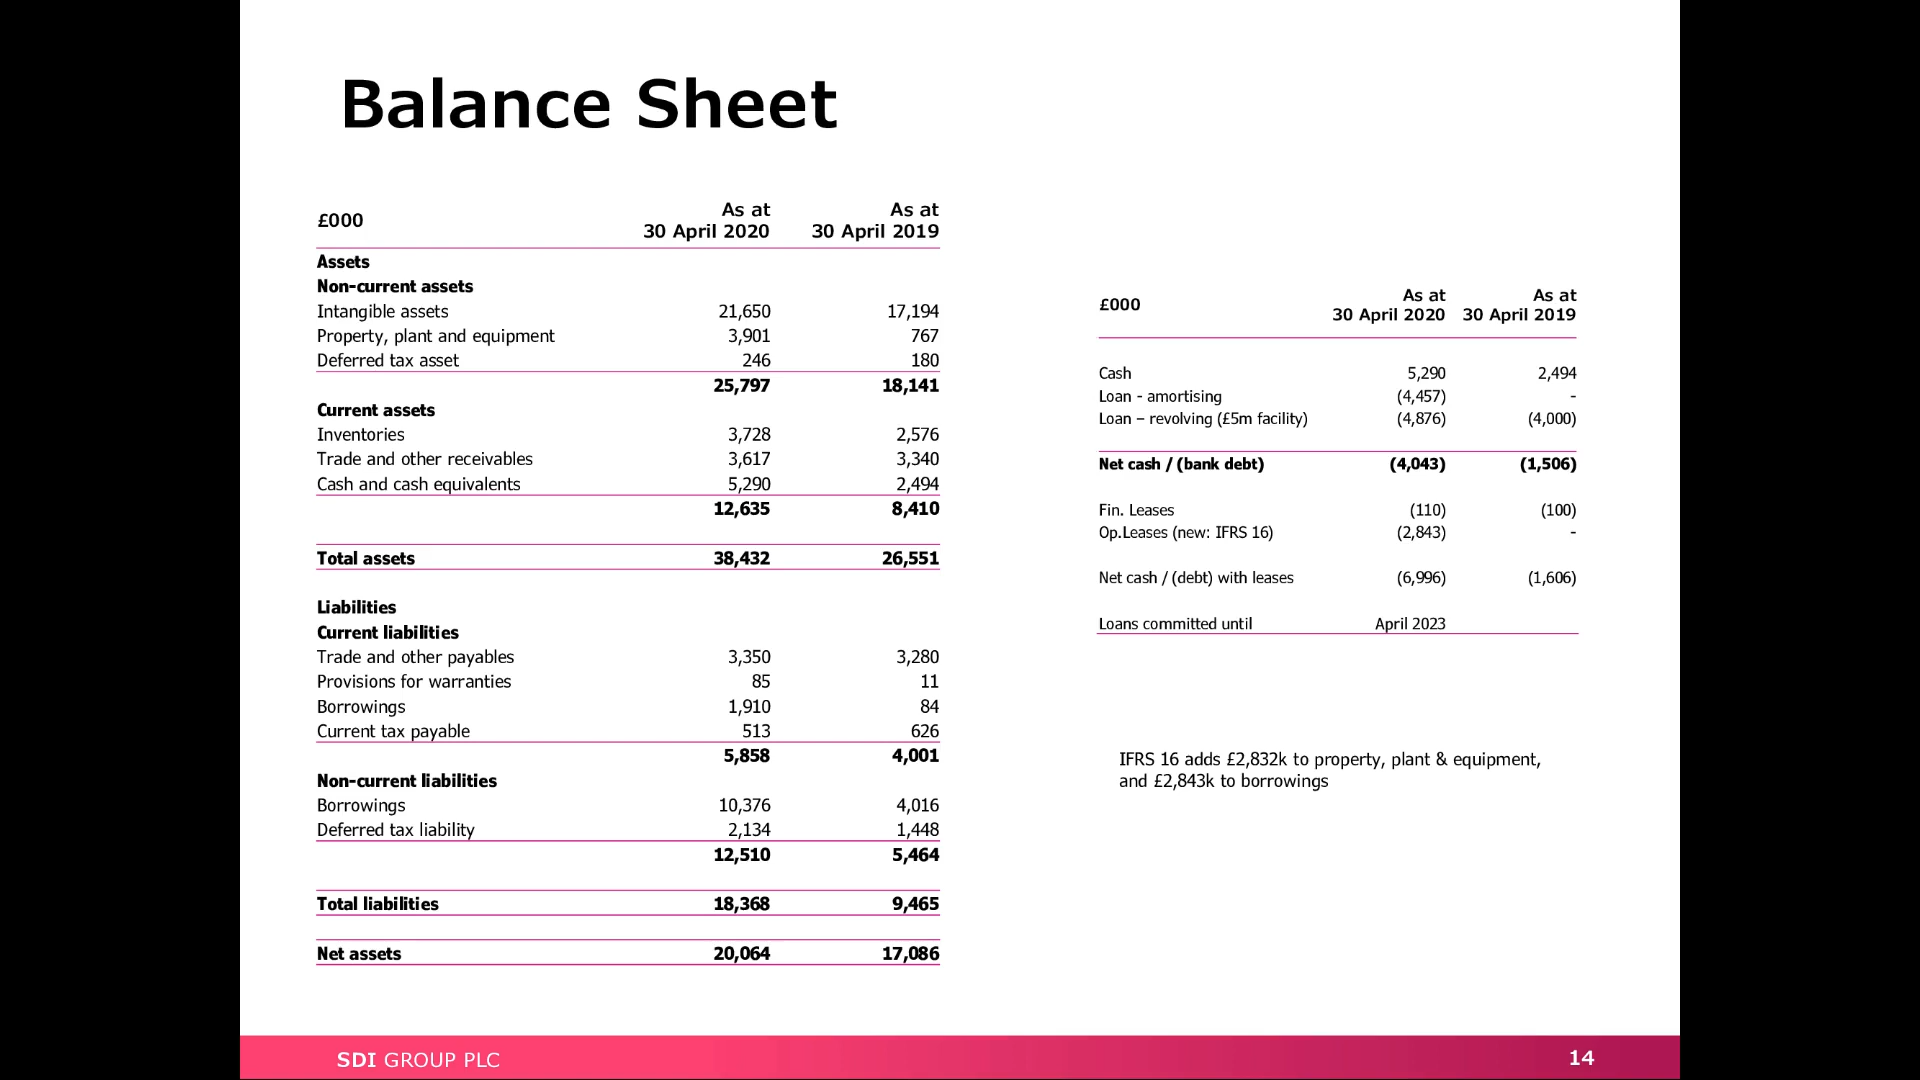 Balance Sheet
£000 As at 30 April 2020 As at 30 April 2019
Assets
Non-current assets
Intangible assets 21,650 17,194
Property, plant and equipment 3,901 767
Deferred tax asset 246 180
25,797 18,141
Current assets
Inventories 3,728 2,576
Trade and other receivables 3,617 3,340
Cash and cash equivalents 5,290 2,494
12,635 8,410
Total assets 38,432 26,551
Liabilities
Current liabilities
Trade and other payables 3,350 3,280
Provisions for warranties 85 11
Borrowings 1,910 84
Current tax payable 513 626
5,858 4,001
Non-current liabilities
Borrowings 10,376 4,016
Deferred tax liability 2,134 1,448
12,510 5,464
Total liabilities 18,368 9,465
Net assets 20,064 17,086
£000 As at 30 April 2020 As at 30 April 2019
Cash 5,290 2,494
Loan - amortising (4,457) -
Loan – revolving (£5m facility) (4,876) (4,000)
Net cash / (bank debt) (4,043) (1,506)
Fin. Leases (110) (100)
Op.Leases (new: IFRS 16) (2,843) -
Net cash / (debt) with leases (6,996) (1,606)
Loans committed until April 2023
IFRS 16 adds £2,832k to property, plant & equipment,
and £2,843k to borrowings
SDI GROUP PLC
14